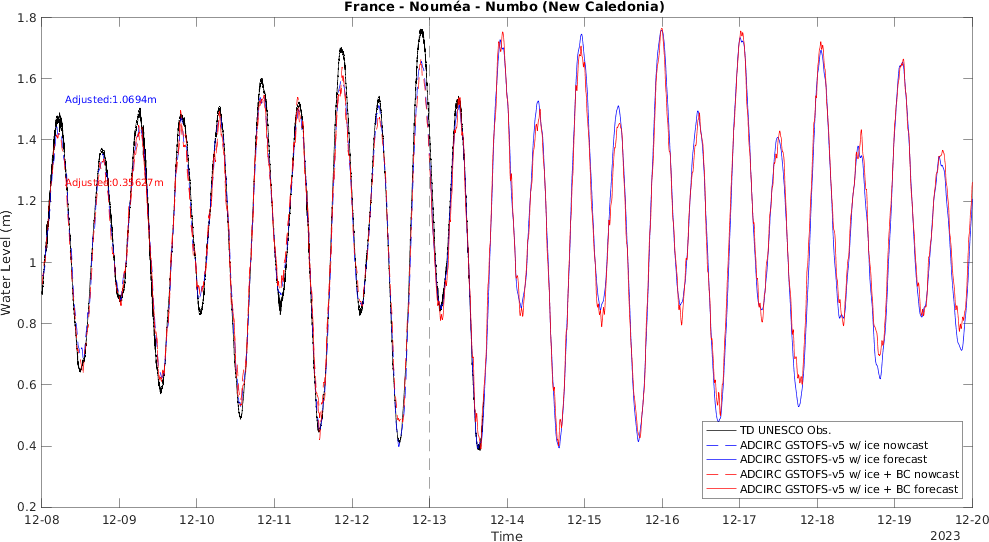 France - Nouméa - Numbo (New Caledonia)
Water Level (m)
1.8
1.6
1.4
1.2
1
0.8
0.6
0.4
0.2
Adjusted:1.0694m
Adjusted:0.35627m
TD UNESCO Obs.
ADCIRC GSTOFS-v5 w/ ice nowcast
ADCIRC GSTOFS-v5 w/ ice forecast
ADCIRC GSTOFS-v5 w/ ice + BC nowcast
ADCIRC GSTOFS-v5 w/ ice + BC forecast
12-08 12-09 12-10 12-11 12-12 12-13 12-14 12-15 12-16 12-17 12-18 12-19 12-20
Time
2023